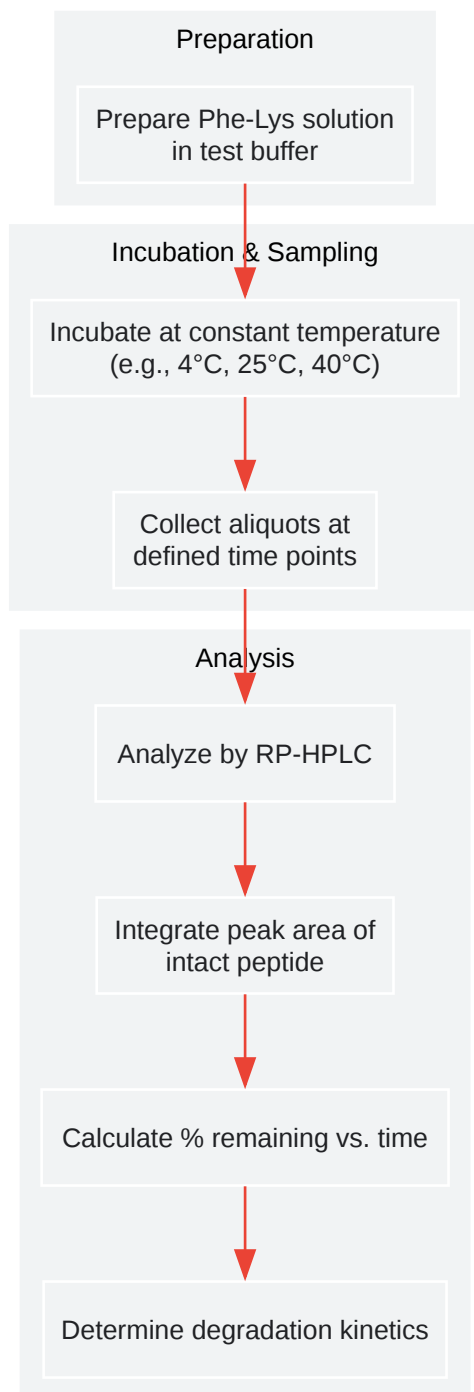 Preparation
Prepare Phe-Lys solution
in test buffer
Incubation & Sampling
Incubate at constant temperature
(e.g., 4°C, 25°C, 40°C)
Collect aliquots at
defined time points
Analysis
Analyze by RP-HPLC
Integrate peak area of
intact peptide
Calculate % remaining vs. time
Determine degradation kinetics